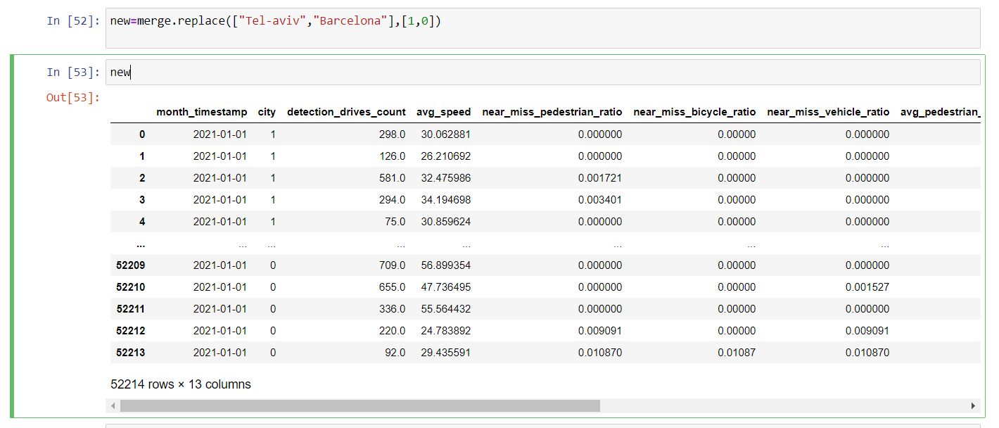 In [52]: new=merge.replace(["Tel-aviv","Barcelona"],[1,0])
In [53]: new
Out[53]:
month_timestamp city detection_drives_count avg_speed near_miss_pedestrian_ratio near_miss_bicycle_ratio near_miss_vehicle_ratio avg_pedestrian_
0 2021-01-01 1 298.0 30.062881 0.000000 0.00000 0.000000
1 2021-01-01 1 126.0 26.210692 0.000000 0.00000 0.000000
2 2021-01-01 1 581.0 32.475986 0.001721 0.00000 0.000000
3 2021-01-01 1 294.0 34.194698 0.003401 0.00000 0.000000
4 2021-01-01 1 75.0 30.859624 0.000000 0.00000 0.000000
... ... ... ... ... ... ... ...
52209 2021-01-01 0 709.0 56.899354 0.000000 0.00000 0.000000
52210 2021-01-01 0 655.0 47.736495 0.000000 0.00000 0.001527
52211 2021-01-01 0 336.0 55.564432 0.000000 0.00000 0.000000
52212 2021-01-01 0 220.0 24.783892 0.009091 0.00000 0.009091
52213 2021-01-01 0 92.0 29.435591 0.010870 0.01087 0.010870
52214 rows × 13 columns